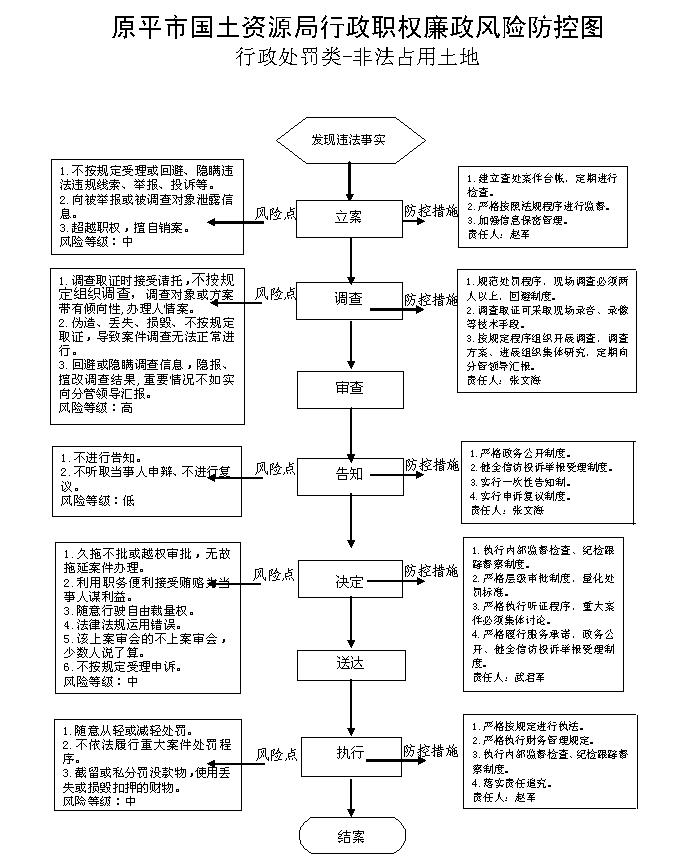 原平市国土资源局行政职权廉政风险防控图
行政处罚类-非法占用土地
发现违法事实
1.不按规定受理或回避、隐瞒违
法违规线索、举报、投诉等。
2.向被举报或被调查对象泄露信
息。
3.超越职权,擅自销案。
风险等级:中
风险点
立案
防控措施
1.建立查处案件台帐,定期进行
检查。
2.严格按照法规程序进行监督。
3.加强信息保密管理。
责任人:赵军
1.调查取证时接受请托,不按规
定组织调查,调查对象或方案
带有倾向性,办理人情案。
2.伪造、丢失、损毁、不按规定
取证,导致案件调查无法正常进
行。
3.回避或隐瞒调查信息,隐报、
擅改调查结果,重要情况不如实
向分管领导汇报。
风险等级:高
风险点
调查
防控措施
1.规范处罚程序,现场调查必须两
人以上,回避制度。
2.调查取证可采取现场录音、录像
等技术手段。
3.按规定程序组织开展调查,调查
方案、进展组织集体研究,定期向
分管领导汇报。
责任人:张文海
审查
1.不进行告知。
2.不听取当事人申辩、不进行复
议。
风险等级:低
风险点
告知
防控措施
1.严格政务公开制度。
2.健全信访投诉举报受理制度。
3.实行一次性告知制。
4.实行申诉复议制度。
责任人:张文海
1.久拖不批或越权审批,无故
拖延案件办理。
2.利用职务便利接受贿赂为当
事人谋利益。
3.随意行驶自由裁量权。
4.法律法规运用错误。
5.该上案审会的不上案审会,
少数人说了算。
6.不按规定受理申诉。
风险等级:中
风险点
决定
防控措施
1.执行内部监督检查、纪检跟
踪督察制度。
2.严格层级审批制度,量化处
罚标准。
3.严格执行听证程序,重大案
件必须集体讨论。
4.严格履行服务承诺,政务公
开、健全信访投诉举报受理制
度。
责任人:武君军
送达
1.随意从轻或减轻处罚。
2.不依法履行重大案件处罚程
序。
3.截留或私分罚没款物,使用丢
失或损毁扣押的财物。
风险等级:中
风险点
执行
防控措施
1.严格按规定进行执法。
2.严格执行财务管理规定。
3.执行内部监督检查、纪检跟踪督
察制度。
4.落实责任追究。
责任人:赵军
结案